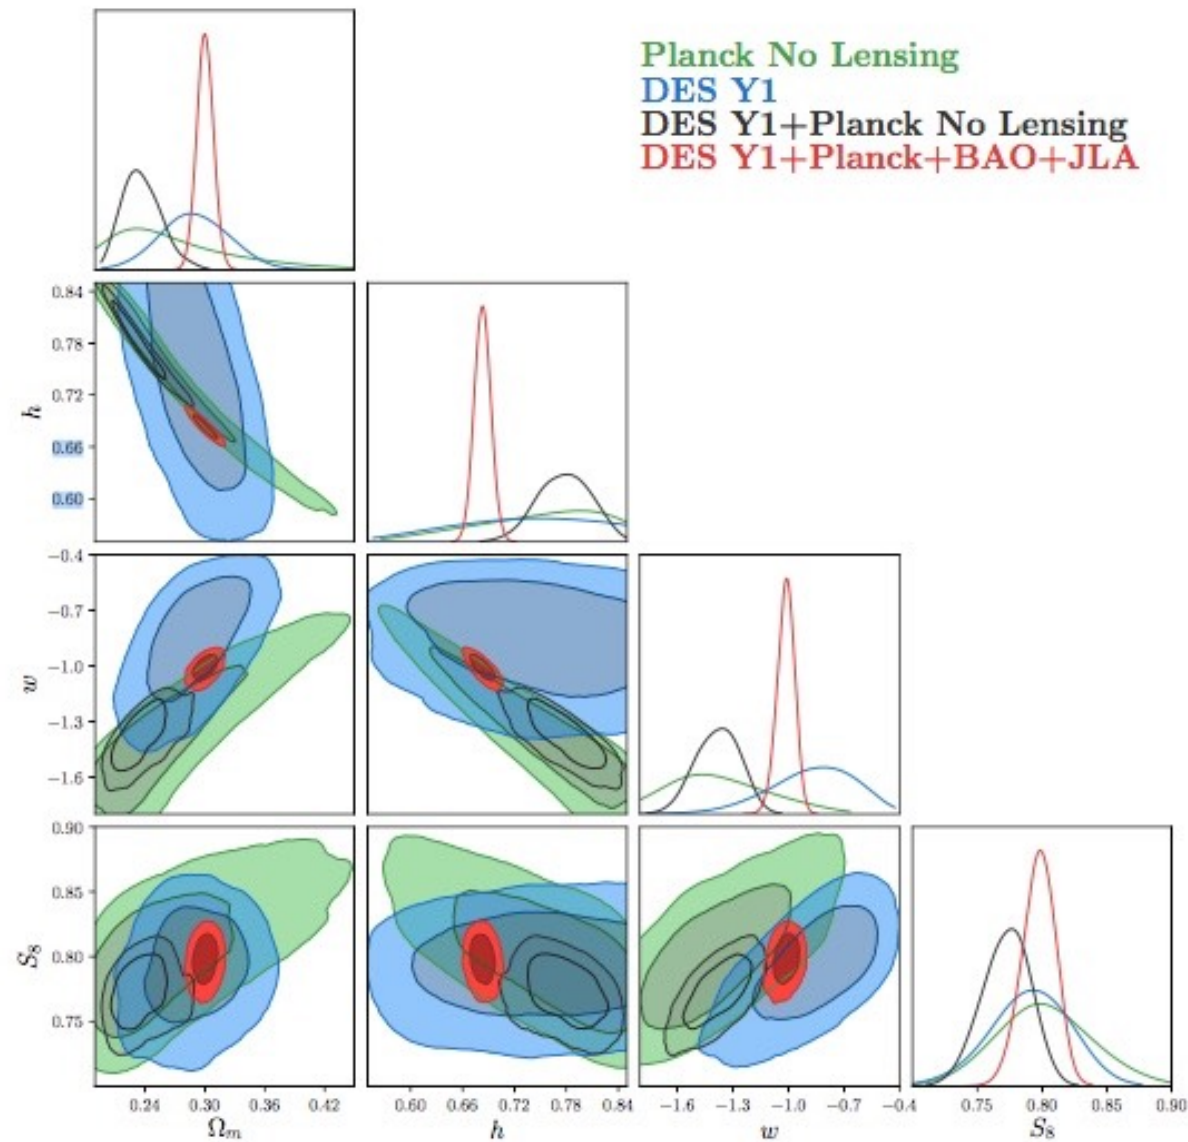 Planck No Lensing
DES Y1
DES Y1+Planck No Lensing
DES Y1+Planck+BAO+JLA
0.84
0.78
0.72
0.66
0.60
h
−0.4
−0.7
−1.0
−1.3
−1.6
w
0.90
0.85
0.80
0.75
S₈
0.24 0.30 0.36 0.42
Ωₘ
0.60 0.66 0.72 0.78 0.84
h
−1.6 −1.3 −1.0 −0.7 −0.4
w
0.75 0.80 0.85 0.90
S₈